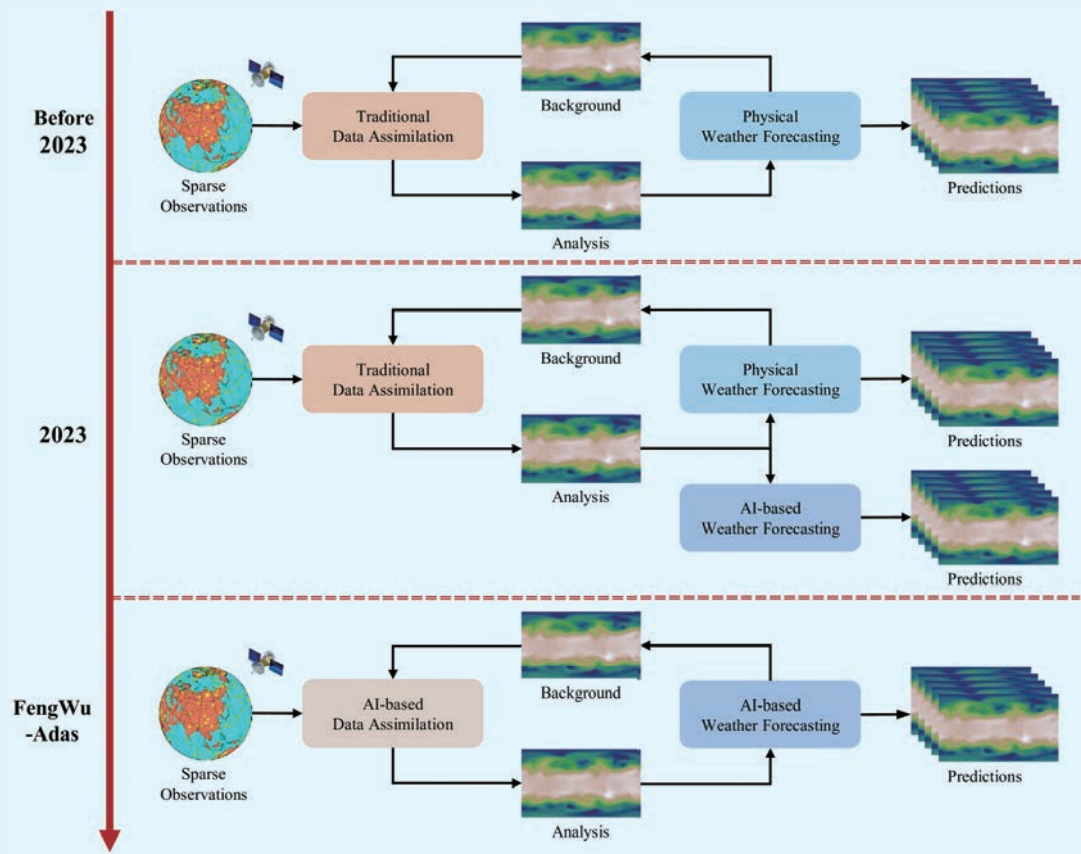 Before
2023
Sparse
Observations
Traditional
Data Assimilation
Background
Analysis
Physical
Weather Forecasting
Predictions
2023
Sparse
Observations
Traditional
Data Assimilation
Background
Analysis
Physical
Weather Forecasting
Predictions
AI-based
Weather Forecasting
Predictions
FengWu
-Adas
Sparse
Observations
AI-based
Data Assimilation
Background
Analysis
AI-based
Weather Forecasting
Predictions